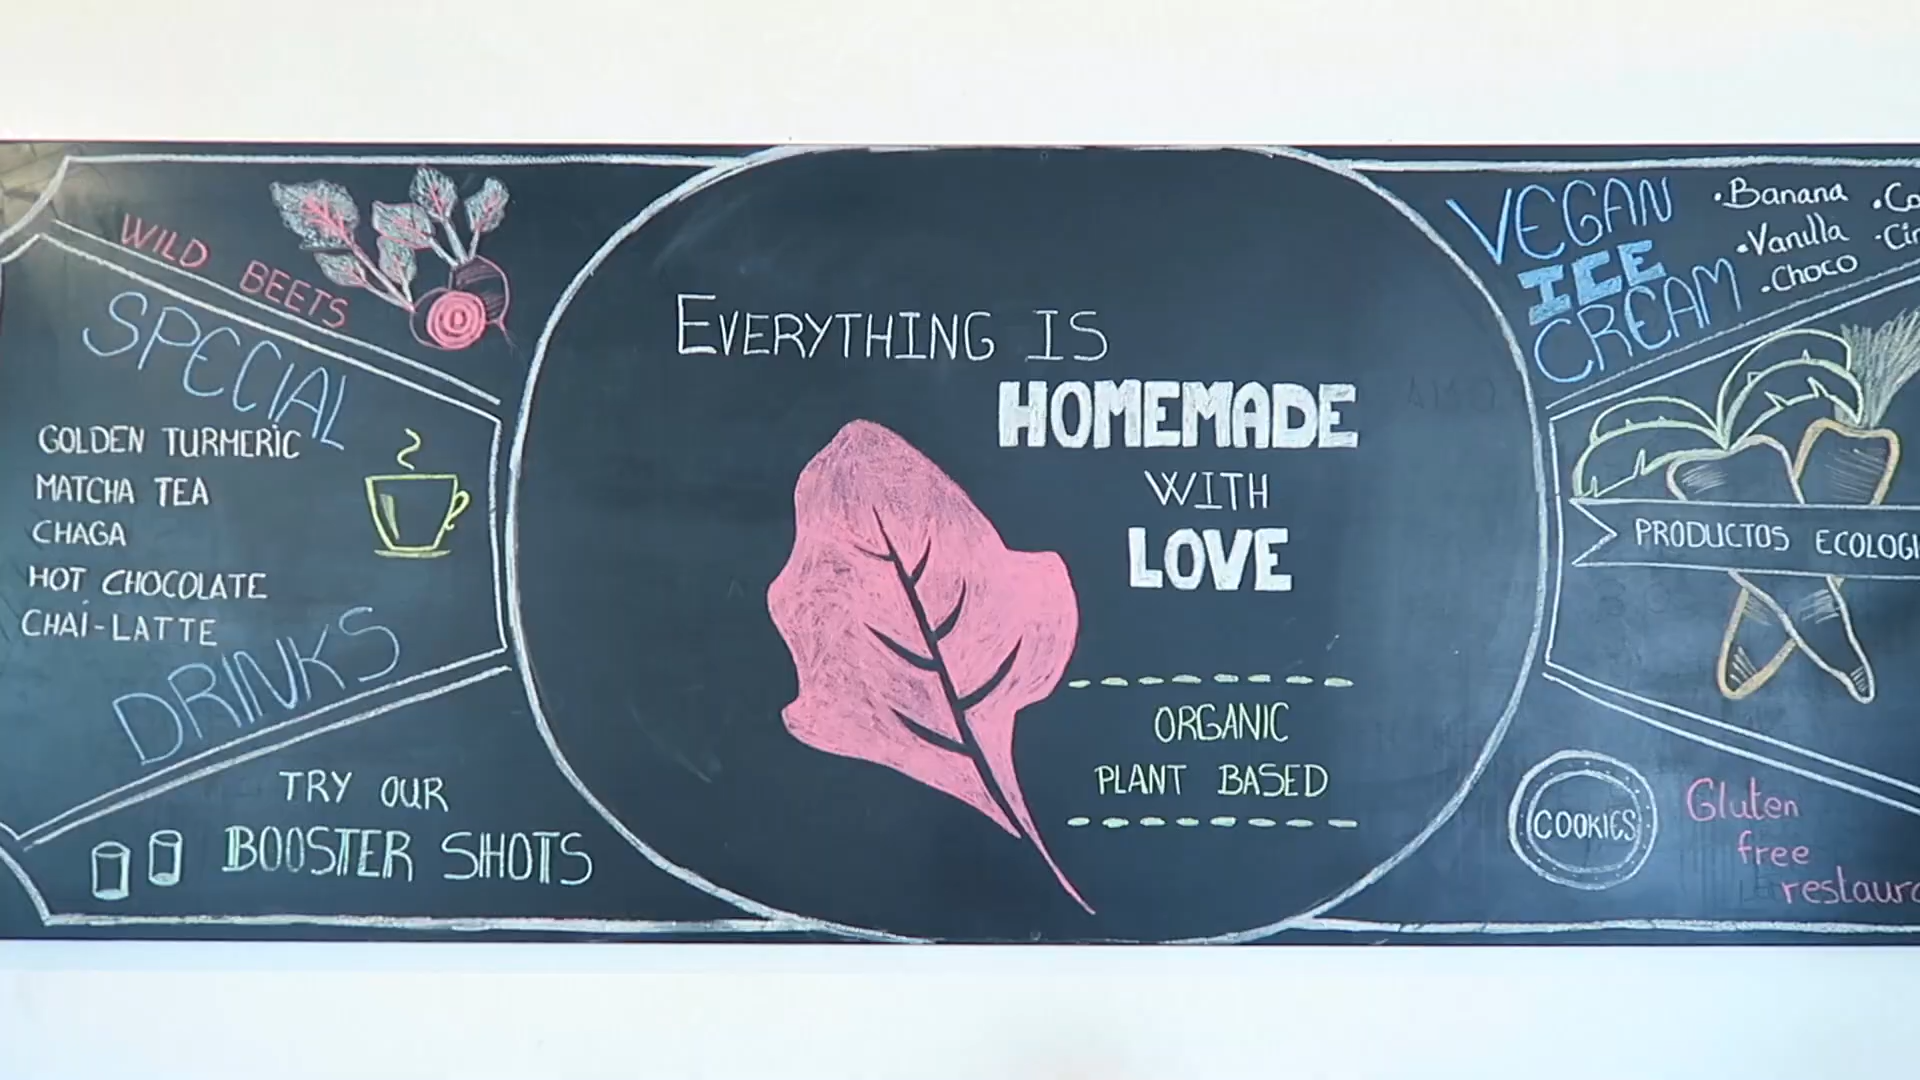 WILD BEETS
SPECIAL
GOLDEN TURMERIC
MATCHA TEA
CHAGA
HOT CHOCOLATE
CHAI-LATTE
DRINKS
TRY OUR
BOOSTER SHOTS
EVERYTHING IS
HOMEMADE
WITH
LOVE
ORGANIC
PLANT BASED
VEGAN
ICE
CREAM
•Banana
•Vanilla
•Choco
PRODUCTOS
COOKIES
Gluten
free